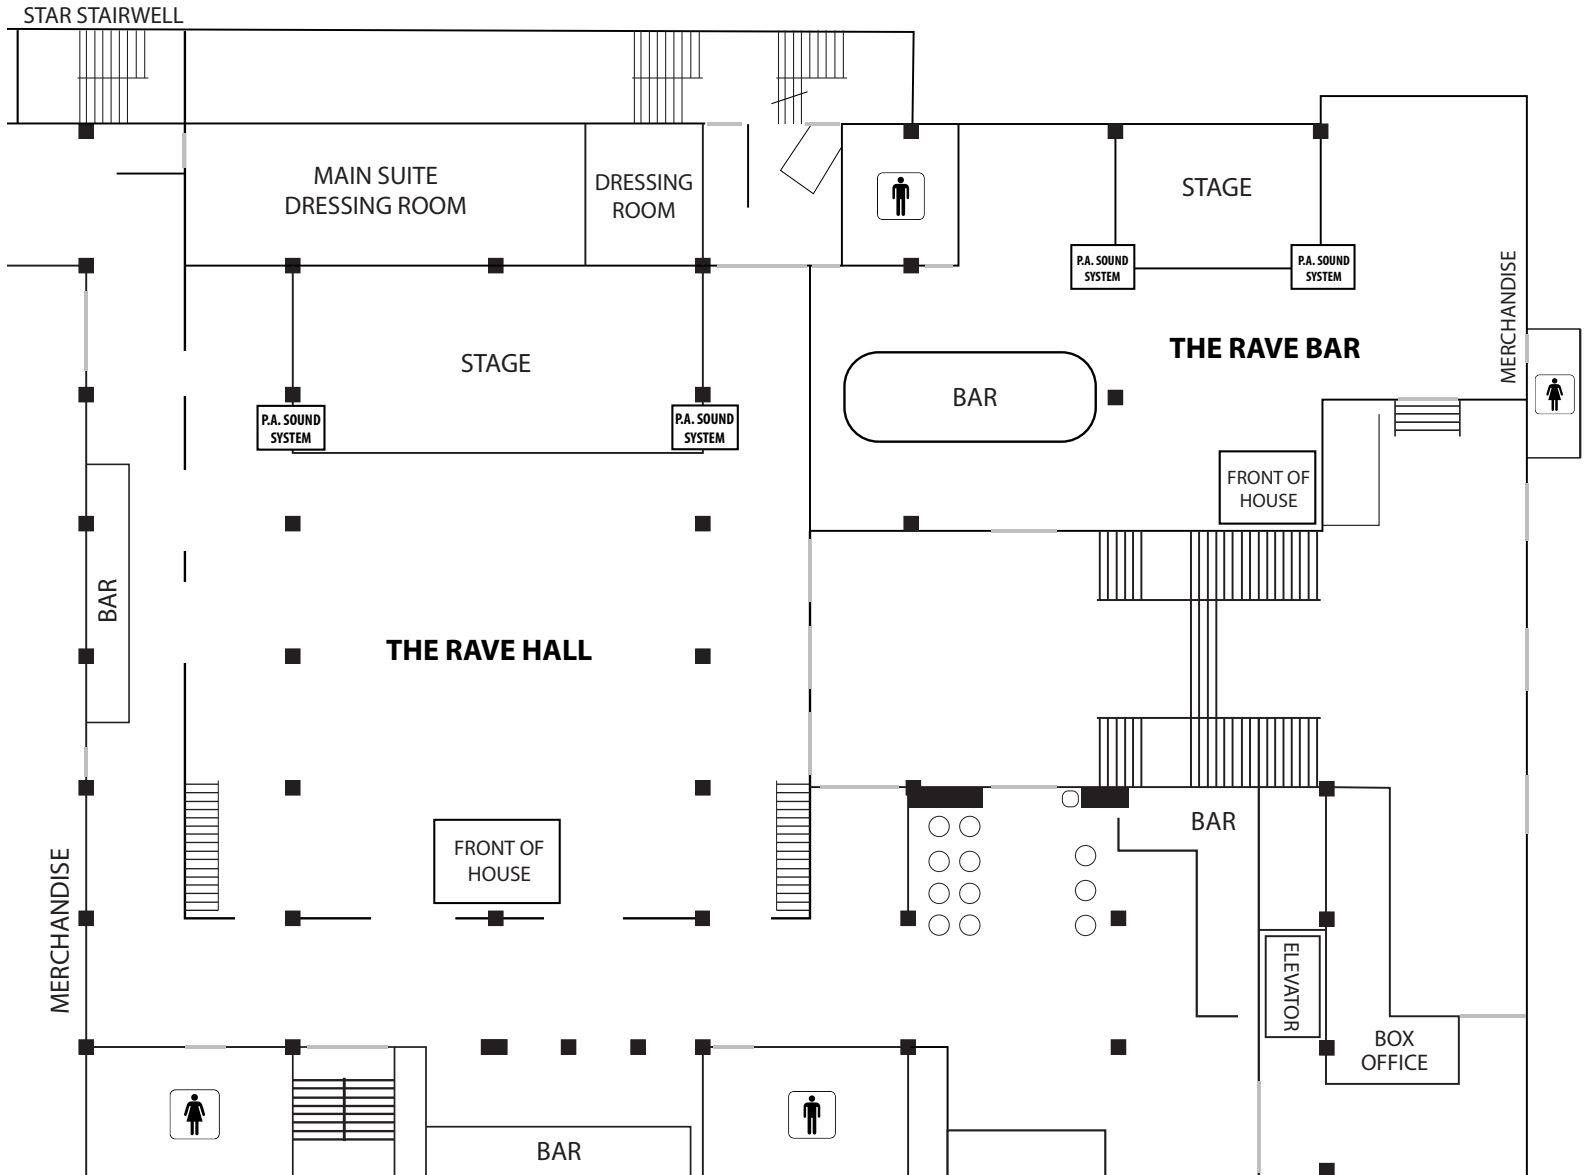 STAR STAIRWELL
MAIN SUITE
DRESSING ROOM
DRESSING
ROOM
STAGE
P.A. SOUND
SYSTEM
P.A. SOUND
SYSTEM
MERCHANDISE
THE RAVE BAR
STAGE
BAR
P.A. SOUND
SYSTEM
P.A. SOUND
SYSTEM
FRONT OF
HOUSE
BAR
THE RAVE HALL
BAR
FRONT OF
HOUSE
MERCHANDISE
ELEVATOR
BOX
OFFICE
BAR